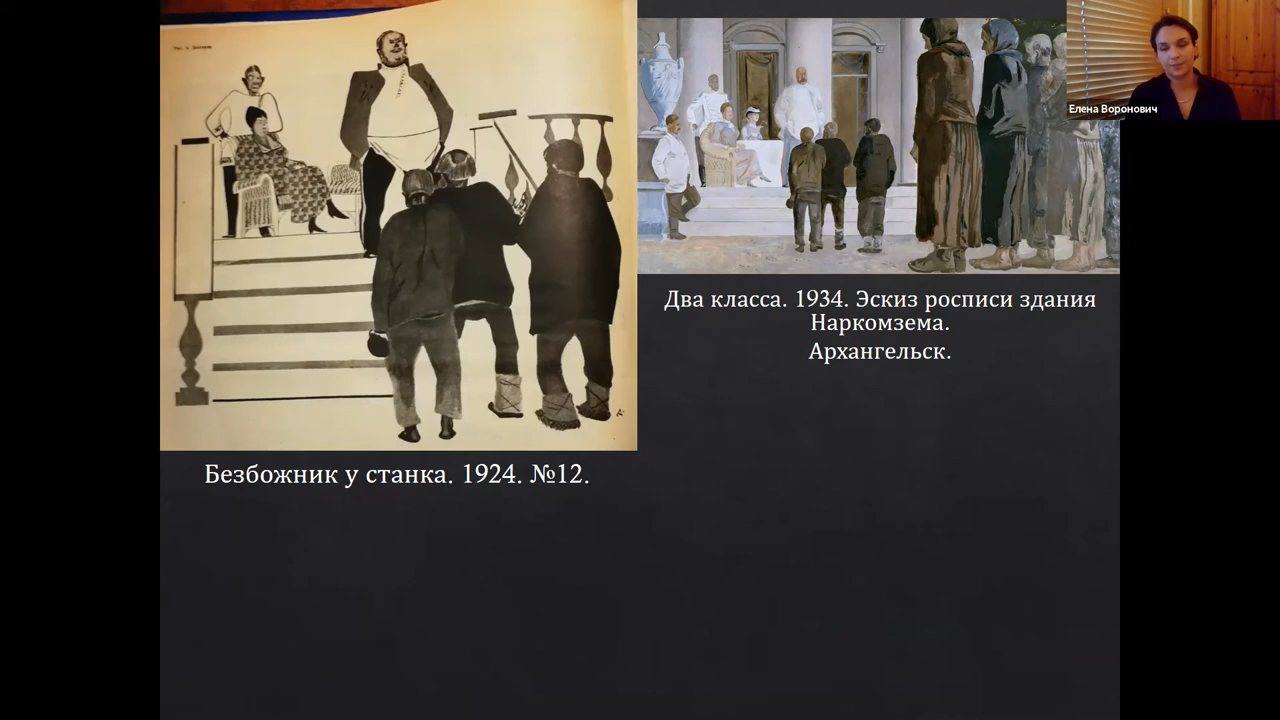 Безбожник у станка. 1924. №12.
Два класса. 1934. Эскиз росписи здания
Наркомзема.
Архангельск.
Елена Воронович